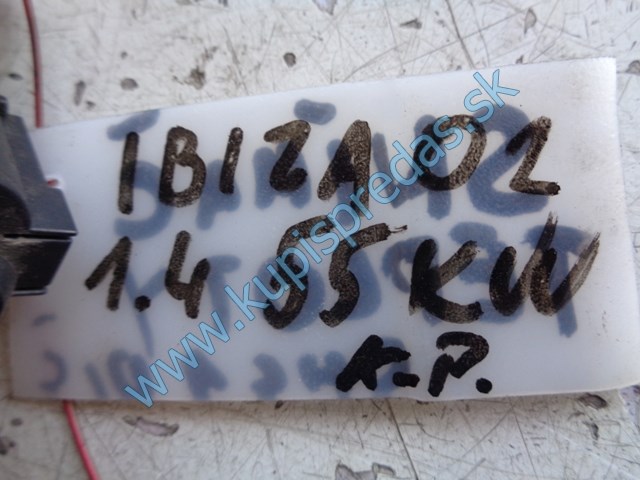 IBIZA 02
1.4 55 KW
K.P.
www.kupispredas.sk